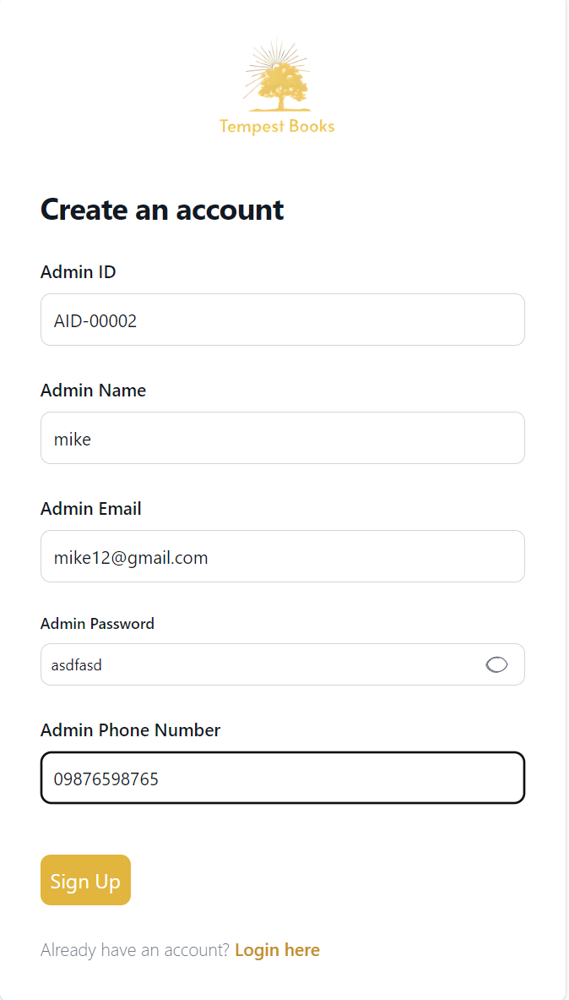 Tempest Books
Create an account
Admin ID
AID-00002
Admin Name
mike
Admin Email
mike12@gmail.com
Admin Password
asdfasd
Admin Phone Number
09876598765
Sign Up
Already have an account? Login here